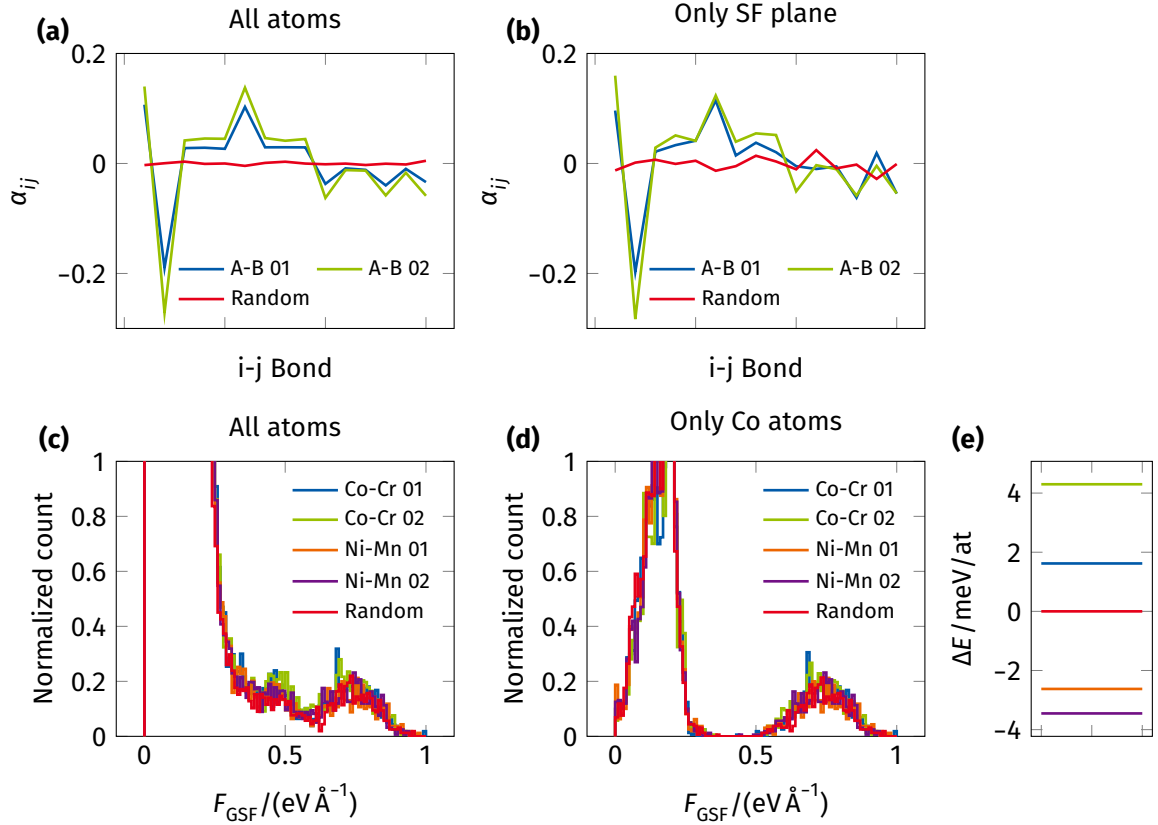 (a)
All atoms
0.2
0
−0.2
α_ij
A-B 01
A-B 02
Random
i-j Bond
(b)
Only SF plane
0.2
0
−0.2
α_ij
A-B 01
A-B 02
Random
i-j Bond
(c)
All atoms
1
0.8
0.6
0.4
0.2
0
Normalized count
Co-Cr 01
Co-Cr 02
Ni-Mn 01
Ni-Mn 02
Random
0 0.5 1
F_GSF/(eV Å⁻¹)
(d)
Only Co atoms
1
0.8
0.6
0.4
0.2
0
Normalized count
Co-Cr 01
Co-Cr 02
Ni-Mn 01
Ni-Mn 02
Random
0 0.5 1
F_GSF/(eV Å⁻¹)
(e)
4
2
0
−2
−4
ΔE/meV/at